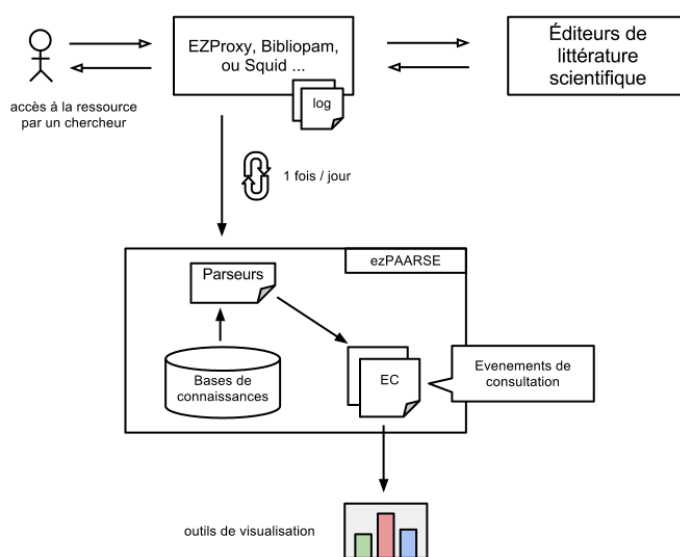 EZProxy, Bibliopam,
ou Squid ...
log
Éditeurs de
littérature
scientifique
accès à la ressource
par un chercheur
1 fois / jour
ezPAARSE
Parseurs
Bases de
connaissances
EC
Evenements de
consultation
outils de visualisation